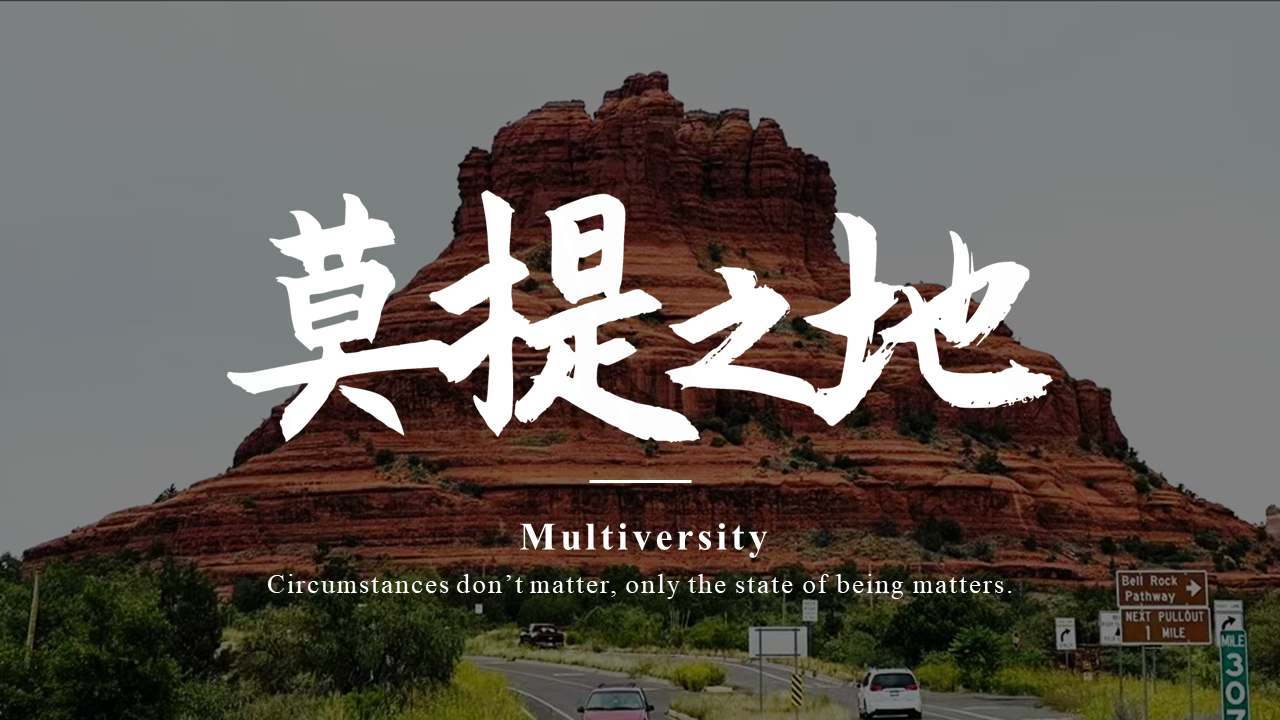 莫提之地
Multiversity
Circumstances don’t matter, only the state of being matters.
Bell Rock
Pathway
NEXT PULLOUT
1 MILE
MILE
307